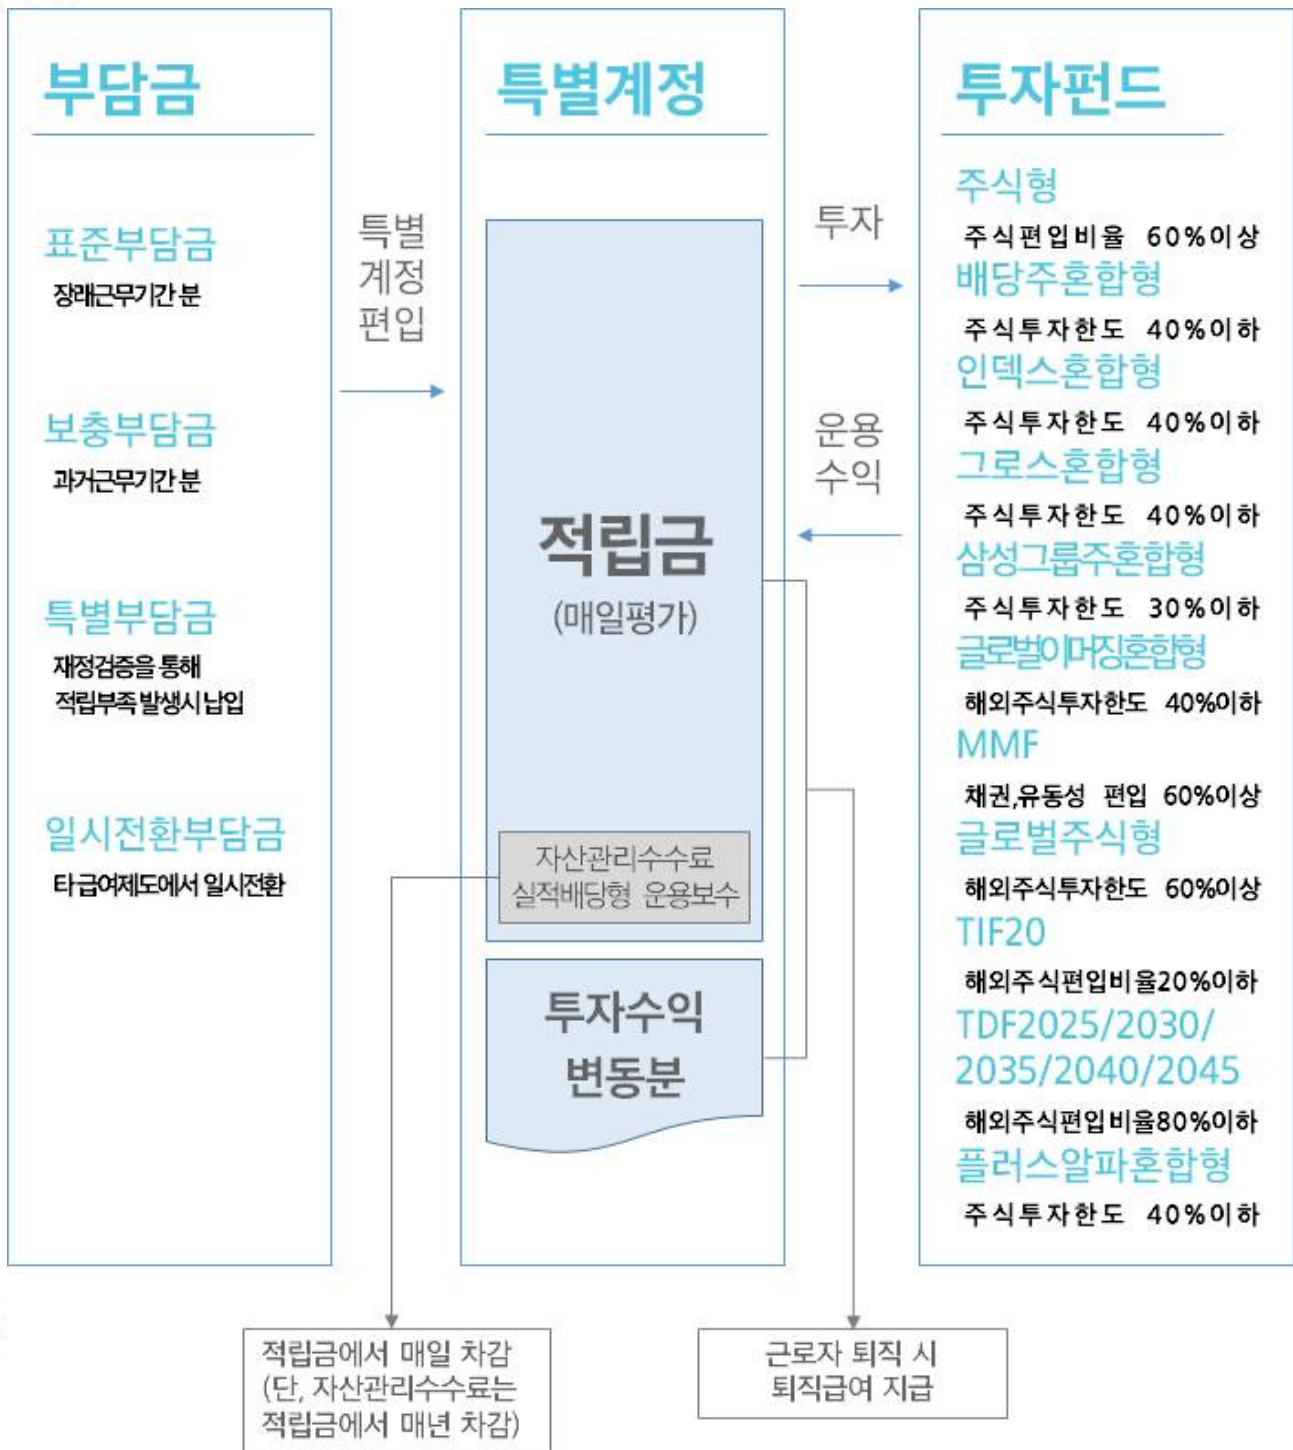 부담금
표준부담금
장래근무기간 분
보충부담금
과거근무기간 분
특별부담금
재정검증을 통해
적립부족 발생시 납입
일시전환부담금
타 급여제도에서 일시전환
특별
계정
편입
특별계정
적립금
(매일평가)
자산관리수수료
실적배당형 운용보수
투자수익
변동분
투자
운용
수익
투자펀드
주식형
주식편입비율 60%이상
배당주혼합형
주식투자한도 40%이하
인덱스혼합형
주식투자한도 40%이하
그로스혼합형
주식투자한도 40%이하
삼성그룹주혼합형
주식투자한도 30%이하
글로벌이머징혼합형
해외주식투자한도 40%이하
MMF
채권,유동성 편입 60%이상
글로벌주식형
해외주식투자한도 60%이상
TIF20
해외주식편입비율20%이하
TDF2025/2030/
2035/2040/2045
해외주식편입비율80%이하
플러스알파혼합형
주식투자한도 40%이하
적립금에서 매일 차감
(단, 자산관리수수료는
적립금에서 매년 차감)
근로자 퇴직 시
퇴직급여 지급